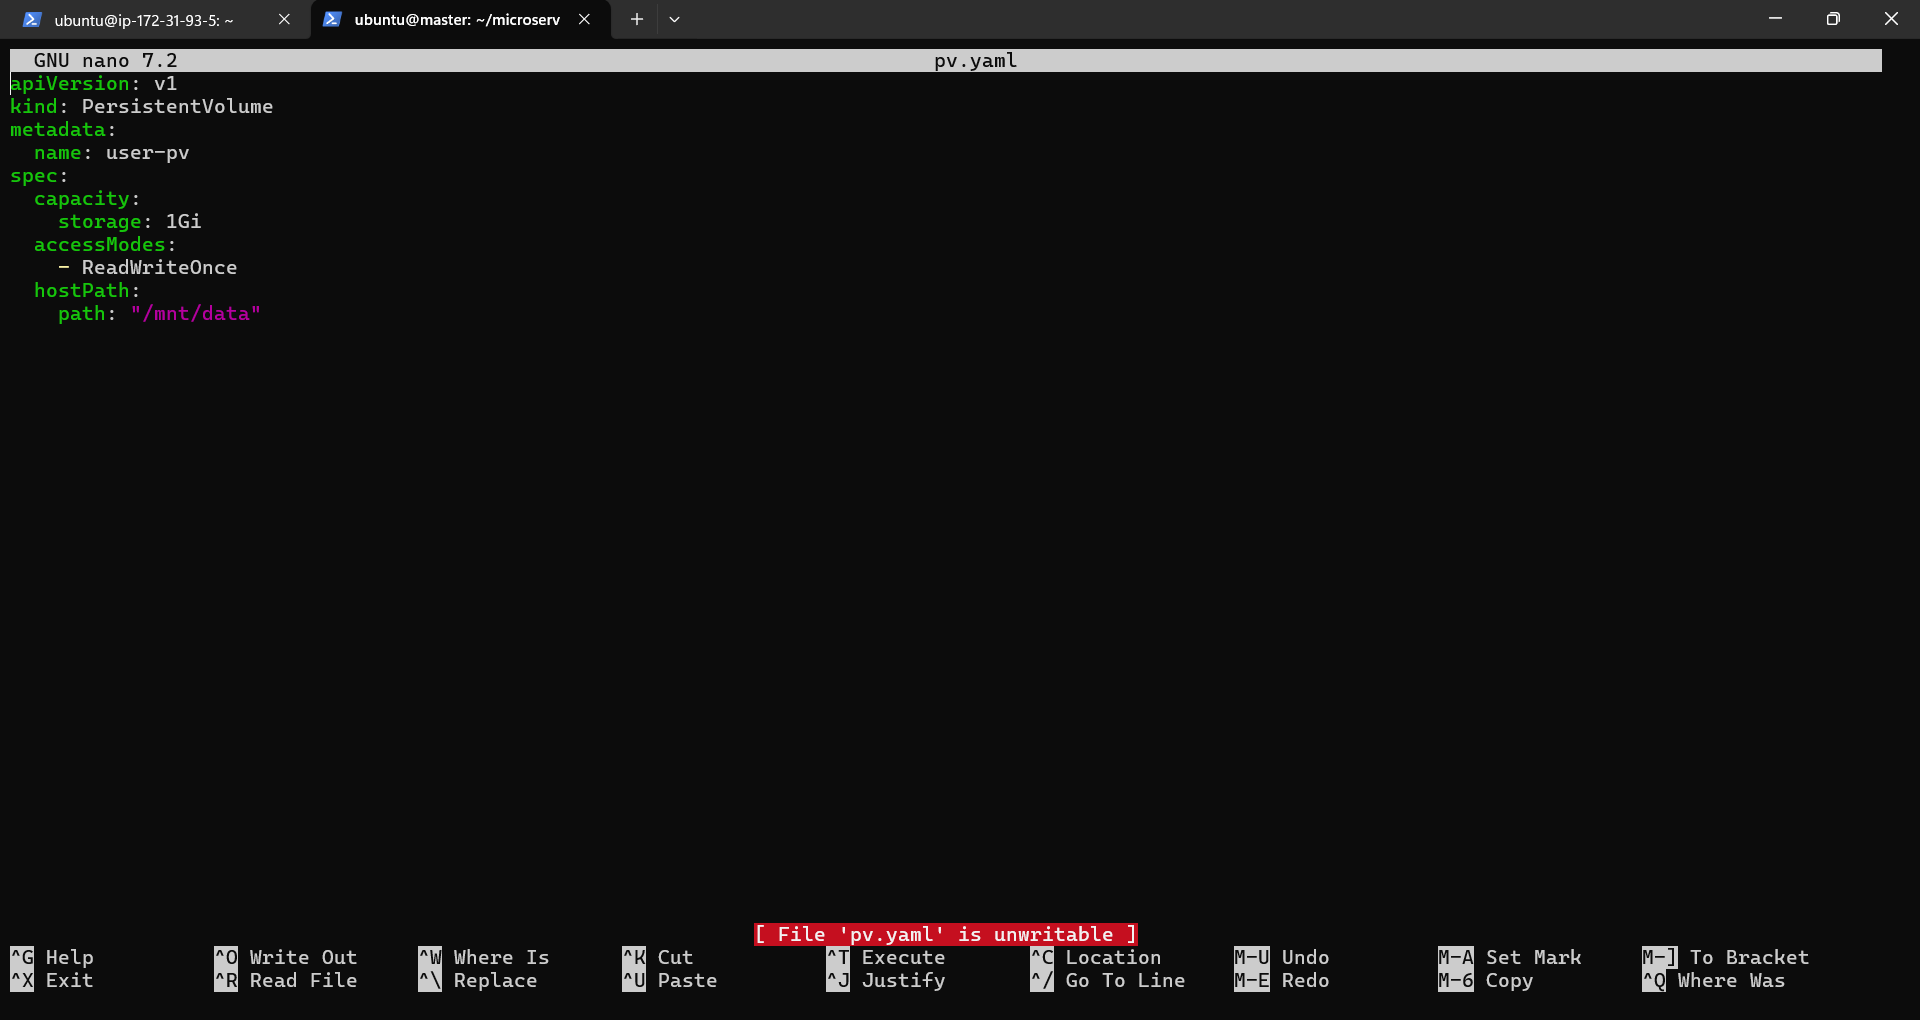 ubuntu@ip-172-31-93-5: ~
ubuntu@master: ~/microserv
GNU nano 7.2 pv.yaml
apiVersion: v1
kind: PersistentVolume
metadata:
  name: user-pv
spec:
  capacity:
    storage: 1Gi
  accessModes:
    - ReadWriteOnce
  hostPath:
    path: "/mnt/data"
[ File 'pv.yaml' is unwritable ]
^G Help ^O Write Out ^W Where Is ^K Cut ^T Execute ^C Location M-U Undo M-A Set Mark M-] To Bracket
^X Exit ^R Read File ^\ Replace ^U Paste ^J Justify ^/ Go To Line M-E Redo M-6 Copy ^Q Where Was